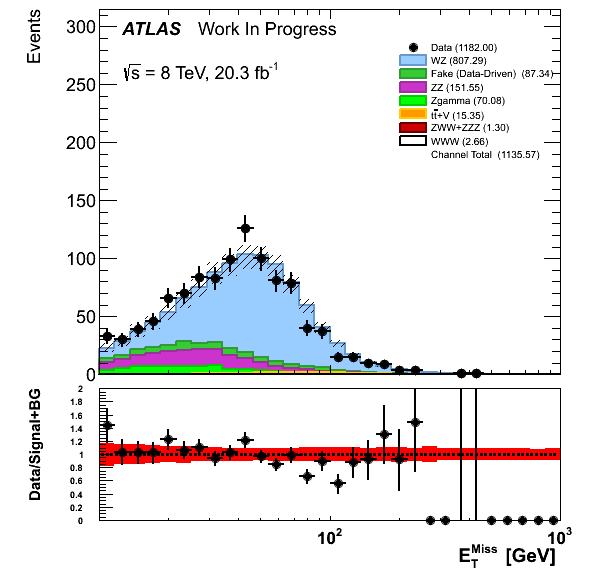 Events
300
250
200
150
100
50
0
ATLAS Work In Progress
√s = 8 TeV, 20.3 fb⁻¹
Data (1182.00)
WZ (807.29)
Fake (Data-Driven) (87.34)
ZZ (151.55)
Zgamma (70.08)
tt̄+V (15.35)
ZWW+ZZZ (1.30)
WWW (2.66)
Channel Total (1135.57)
Data/Signal+BG
2
1.8
1.6
1.4
1.2
1
0.8
0.6
0.4
0.2
0
10²
10³
E_T^Miss [GeV]